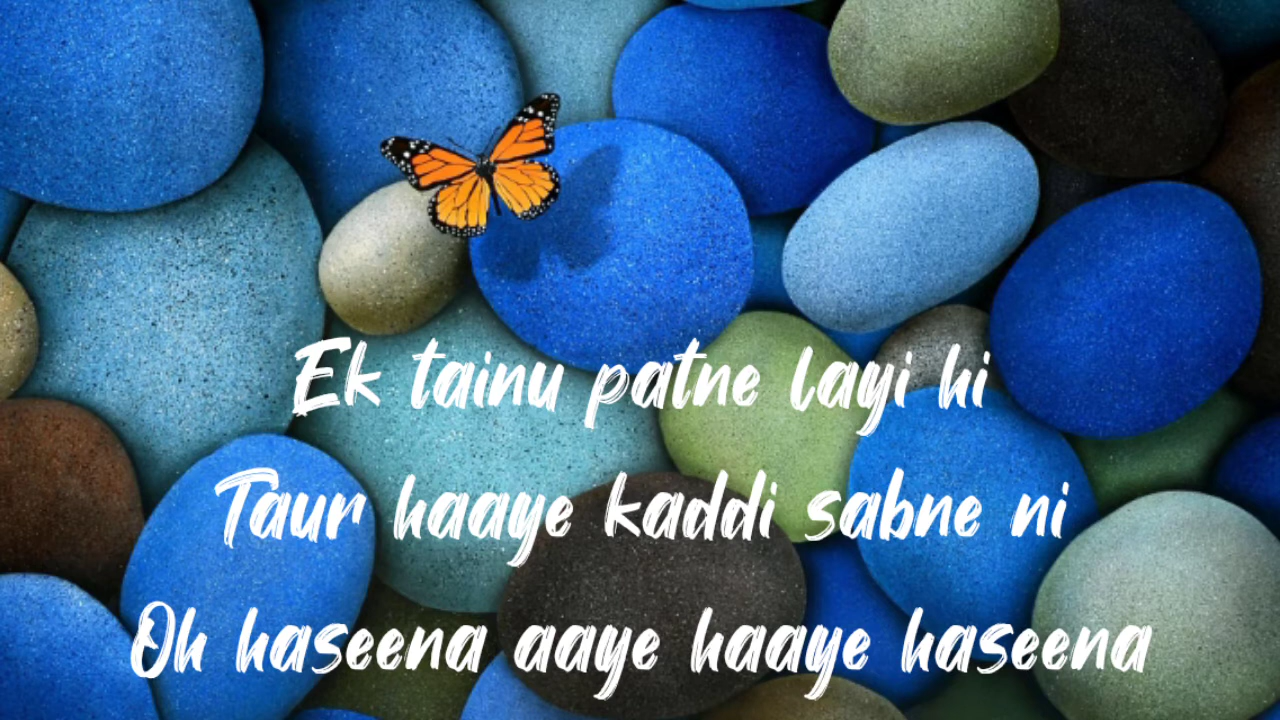 Ek tainu patne layi hi
Taur haaye kaddi sabne ni
Oh haseena aaye haaye haseena